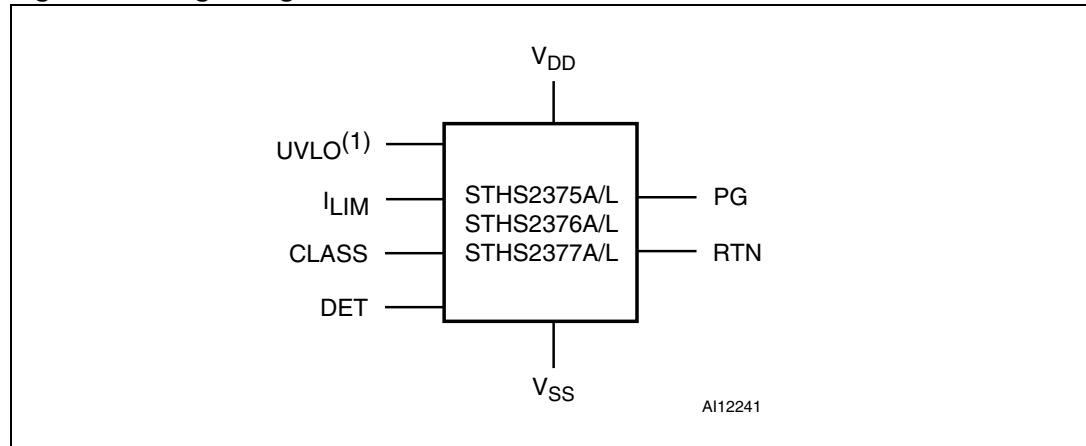 V_DD
UVLO(1)
I_LIM
CLASS
DET
STHS2375A/L
STHS2376A/L
STHS2377A/L
PG
RTN
V_SS
AI12241